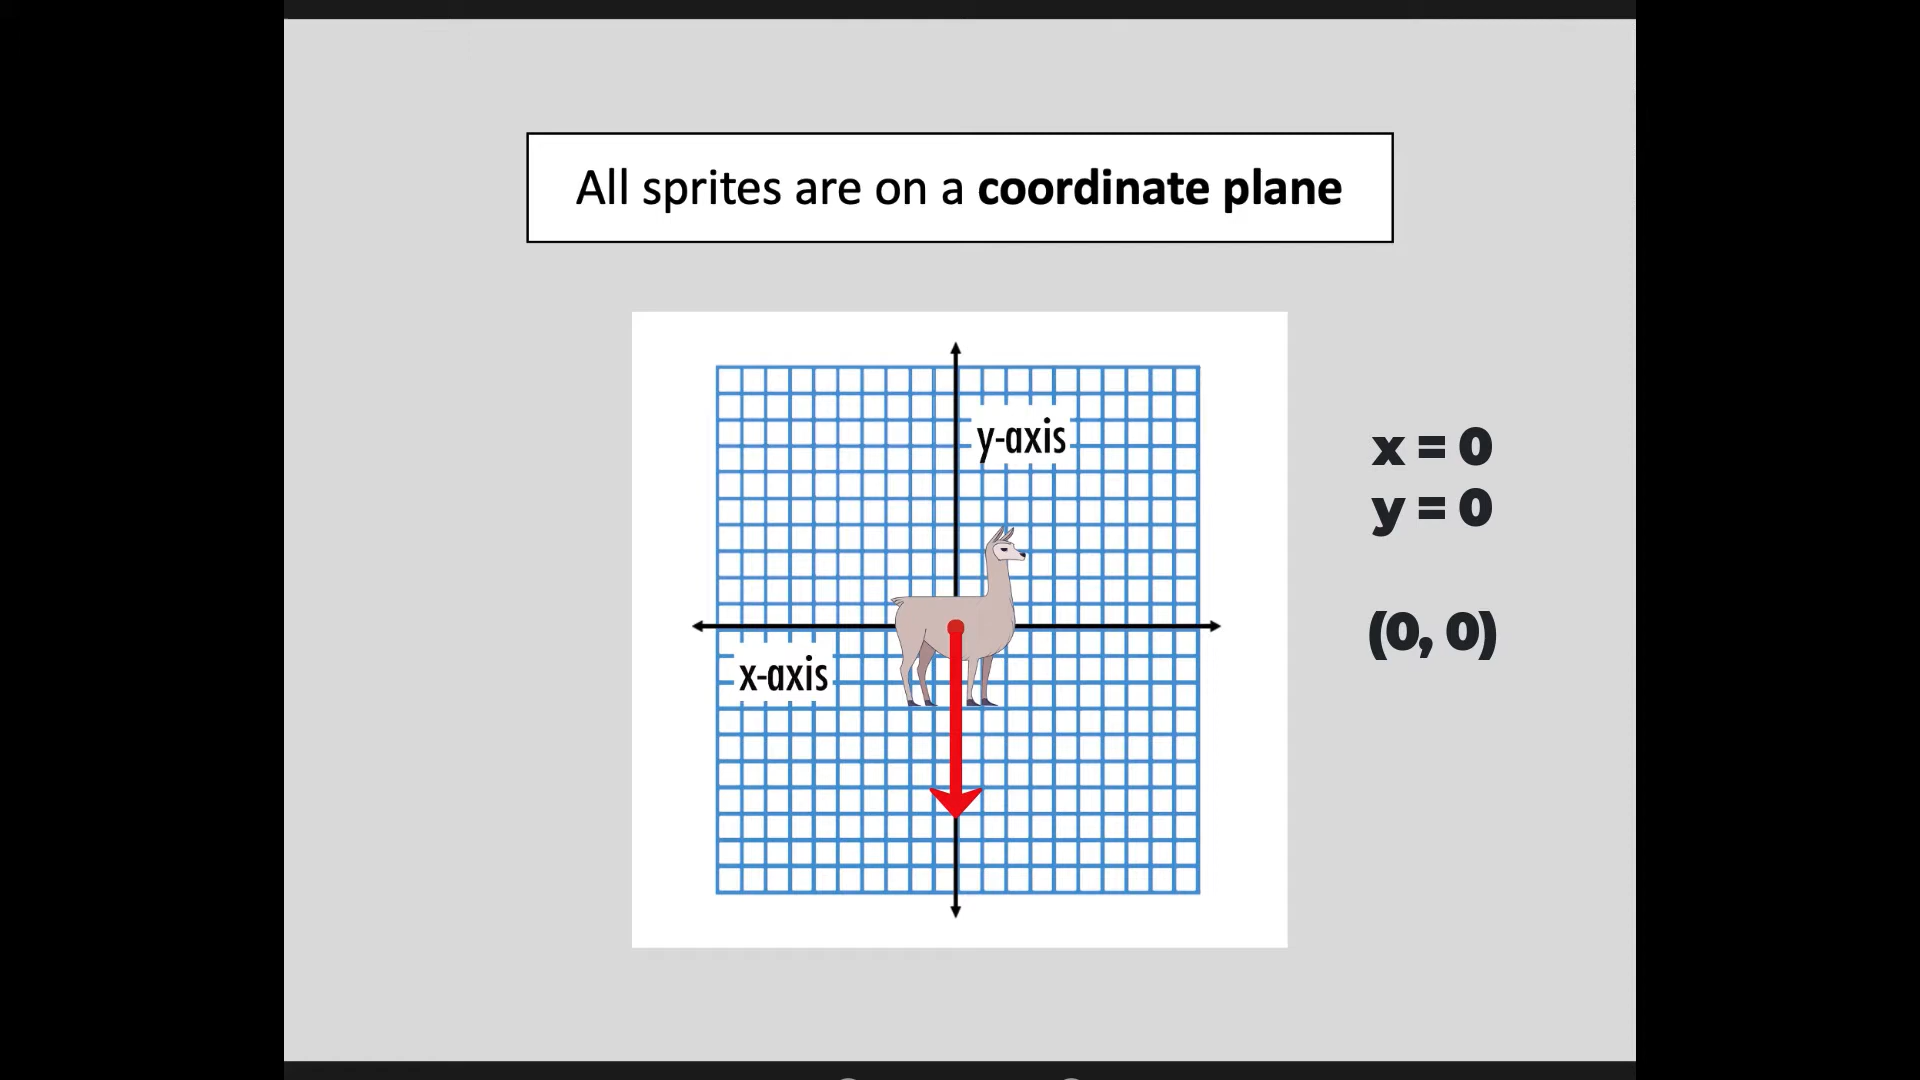 All sprites are on a coordinate plane
y-axis
x-axis
x = 0
y = 0
(0, 0)